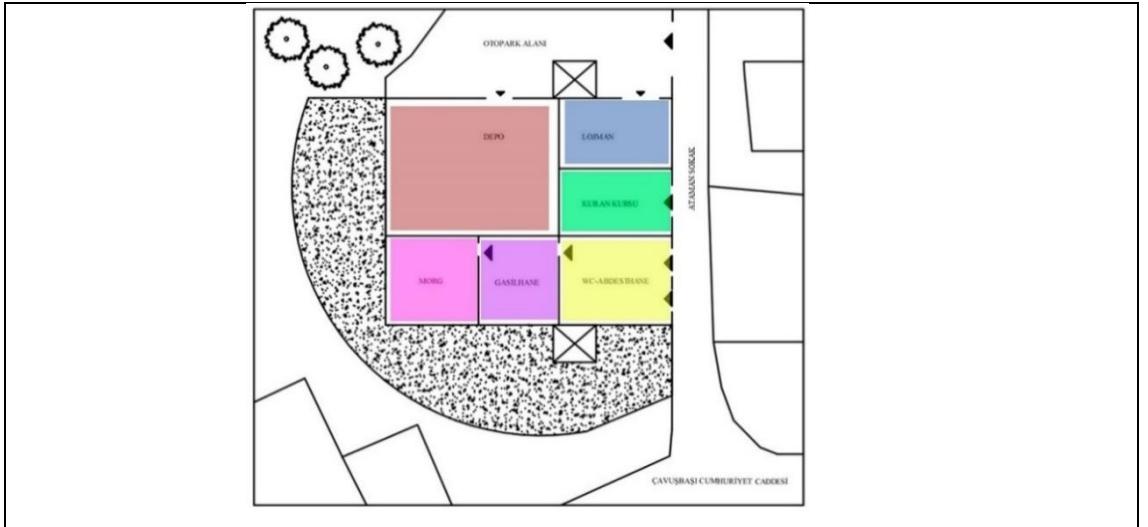 OTOPARK ALANI
DEPO
LOJMAN
ATAMAN SOKAK
KURAN KURSU
MORG
GASİLHANE
WC-ABDESTHANE
ÇAVUŞBAŞI CUMHURİYET CADDESİ